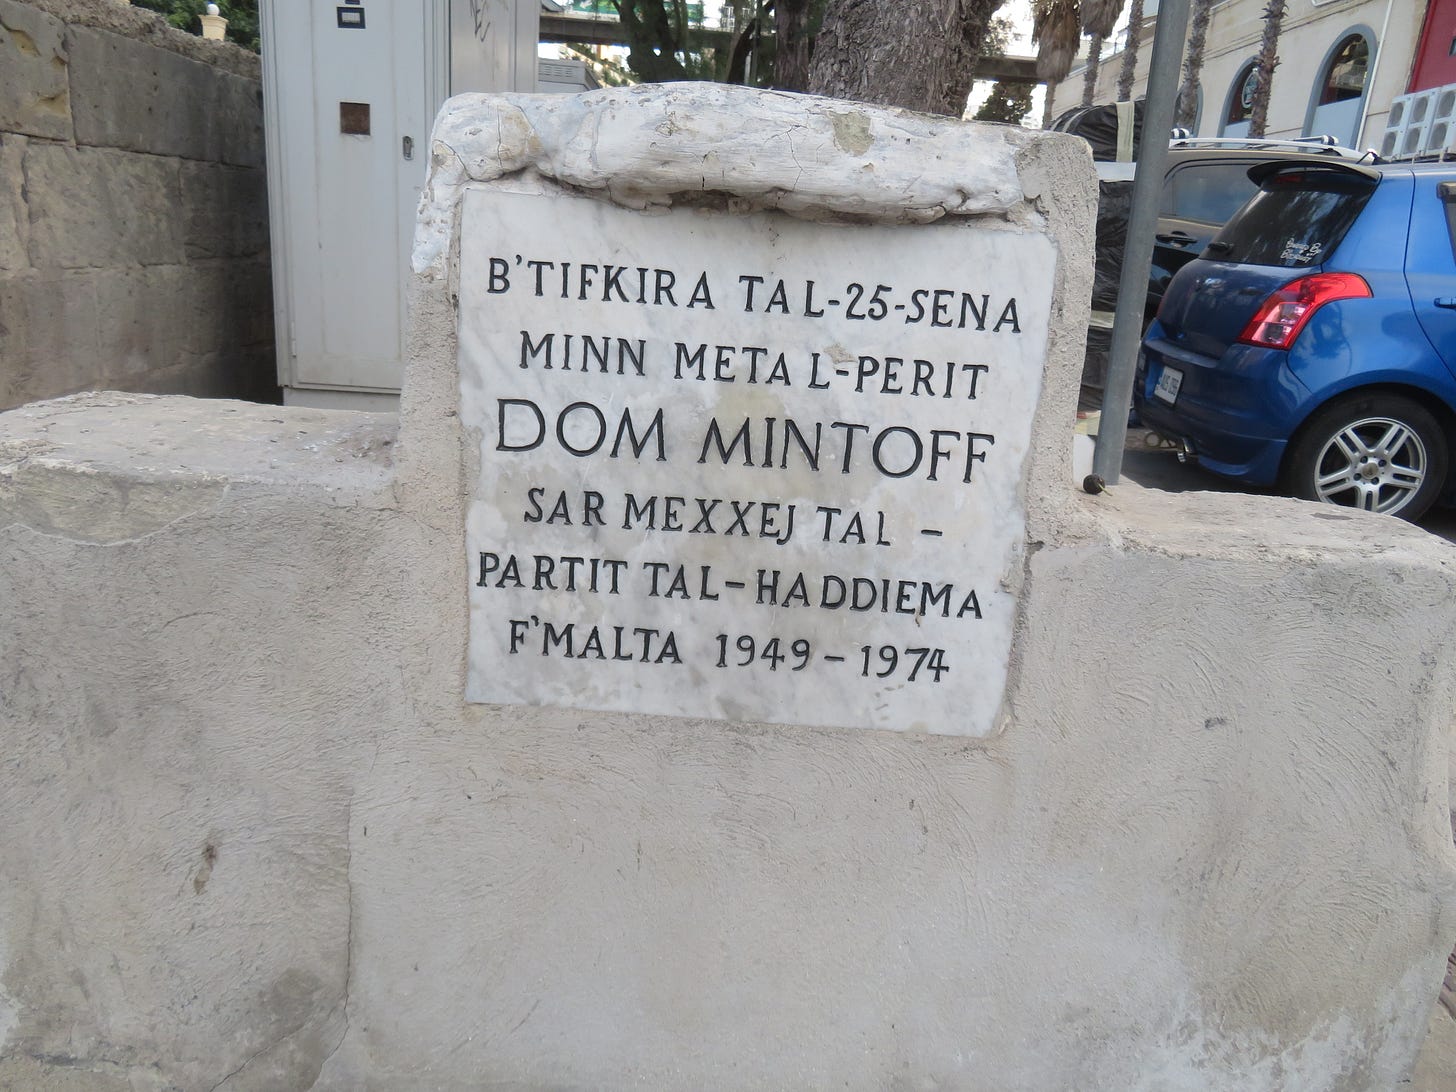 B'TIFKIRA TAL-25-SENA
MINN META L-PERIT
DOM MINTOFF
SAR MEXXEJ TAL -
PARTIT TAL-HADDIEMA
F'MALTA 1949-1974